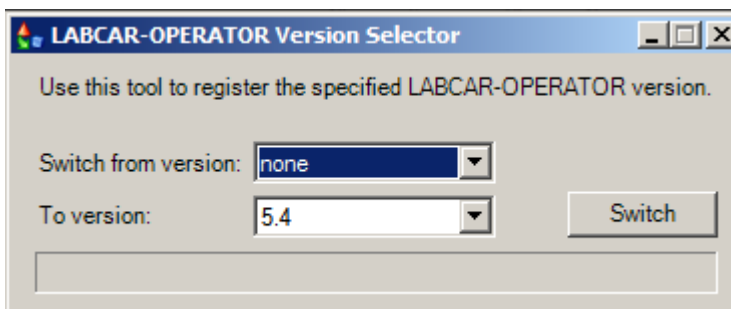 LABCAR-OPERATOR Version Selector
Use this tool to register the specified LABCAR-OPERATOR version.
Switch from version: none
To version: 5.4 Switch